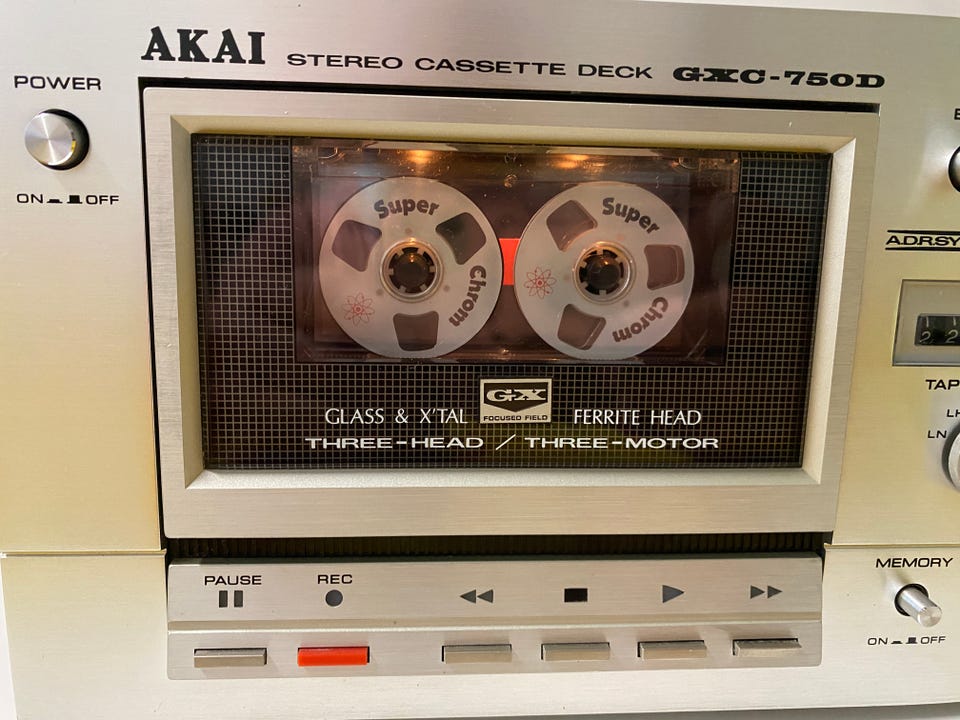 AKAI STEREO CASSETTE DECK GXC-750D
POWER
ON OFF
Super
Chrom
Super
Chrom
GX
FOCUSED FIELD
GLASS & X'TAL FERRITE HEAD
THREE-HEAD / THREE-MOTOR
LN
PAUSE
REC
MEMORY
ON OFF